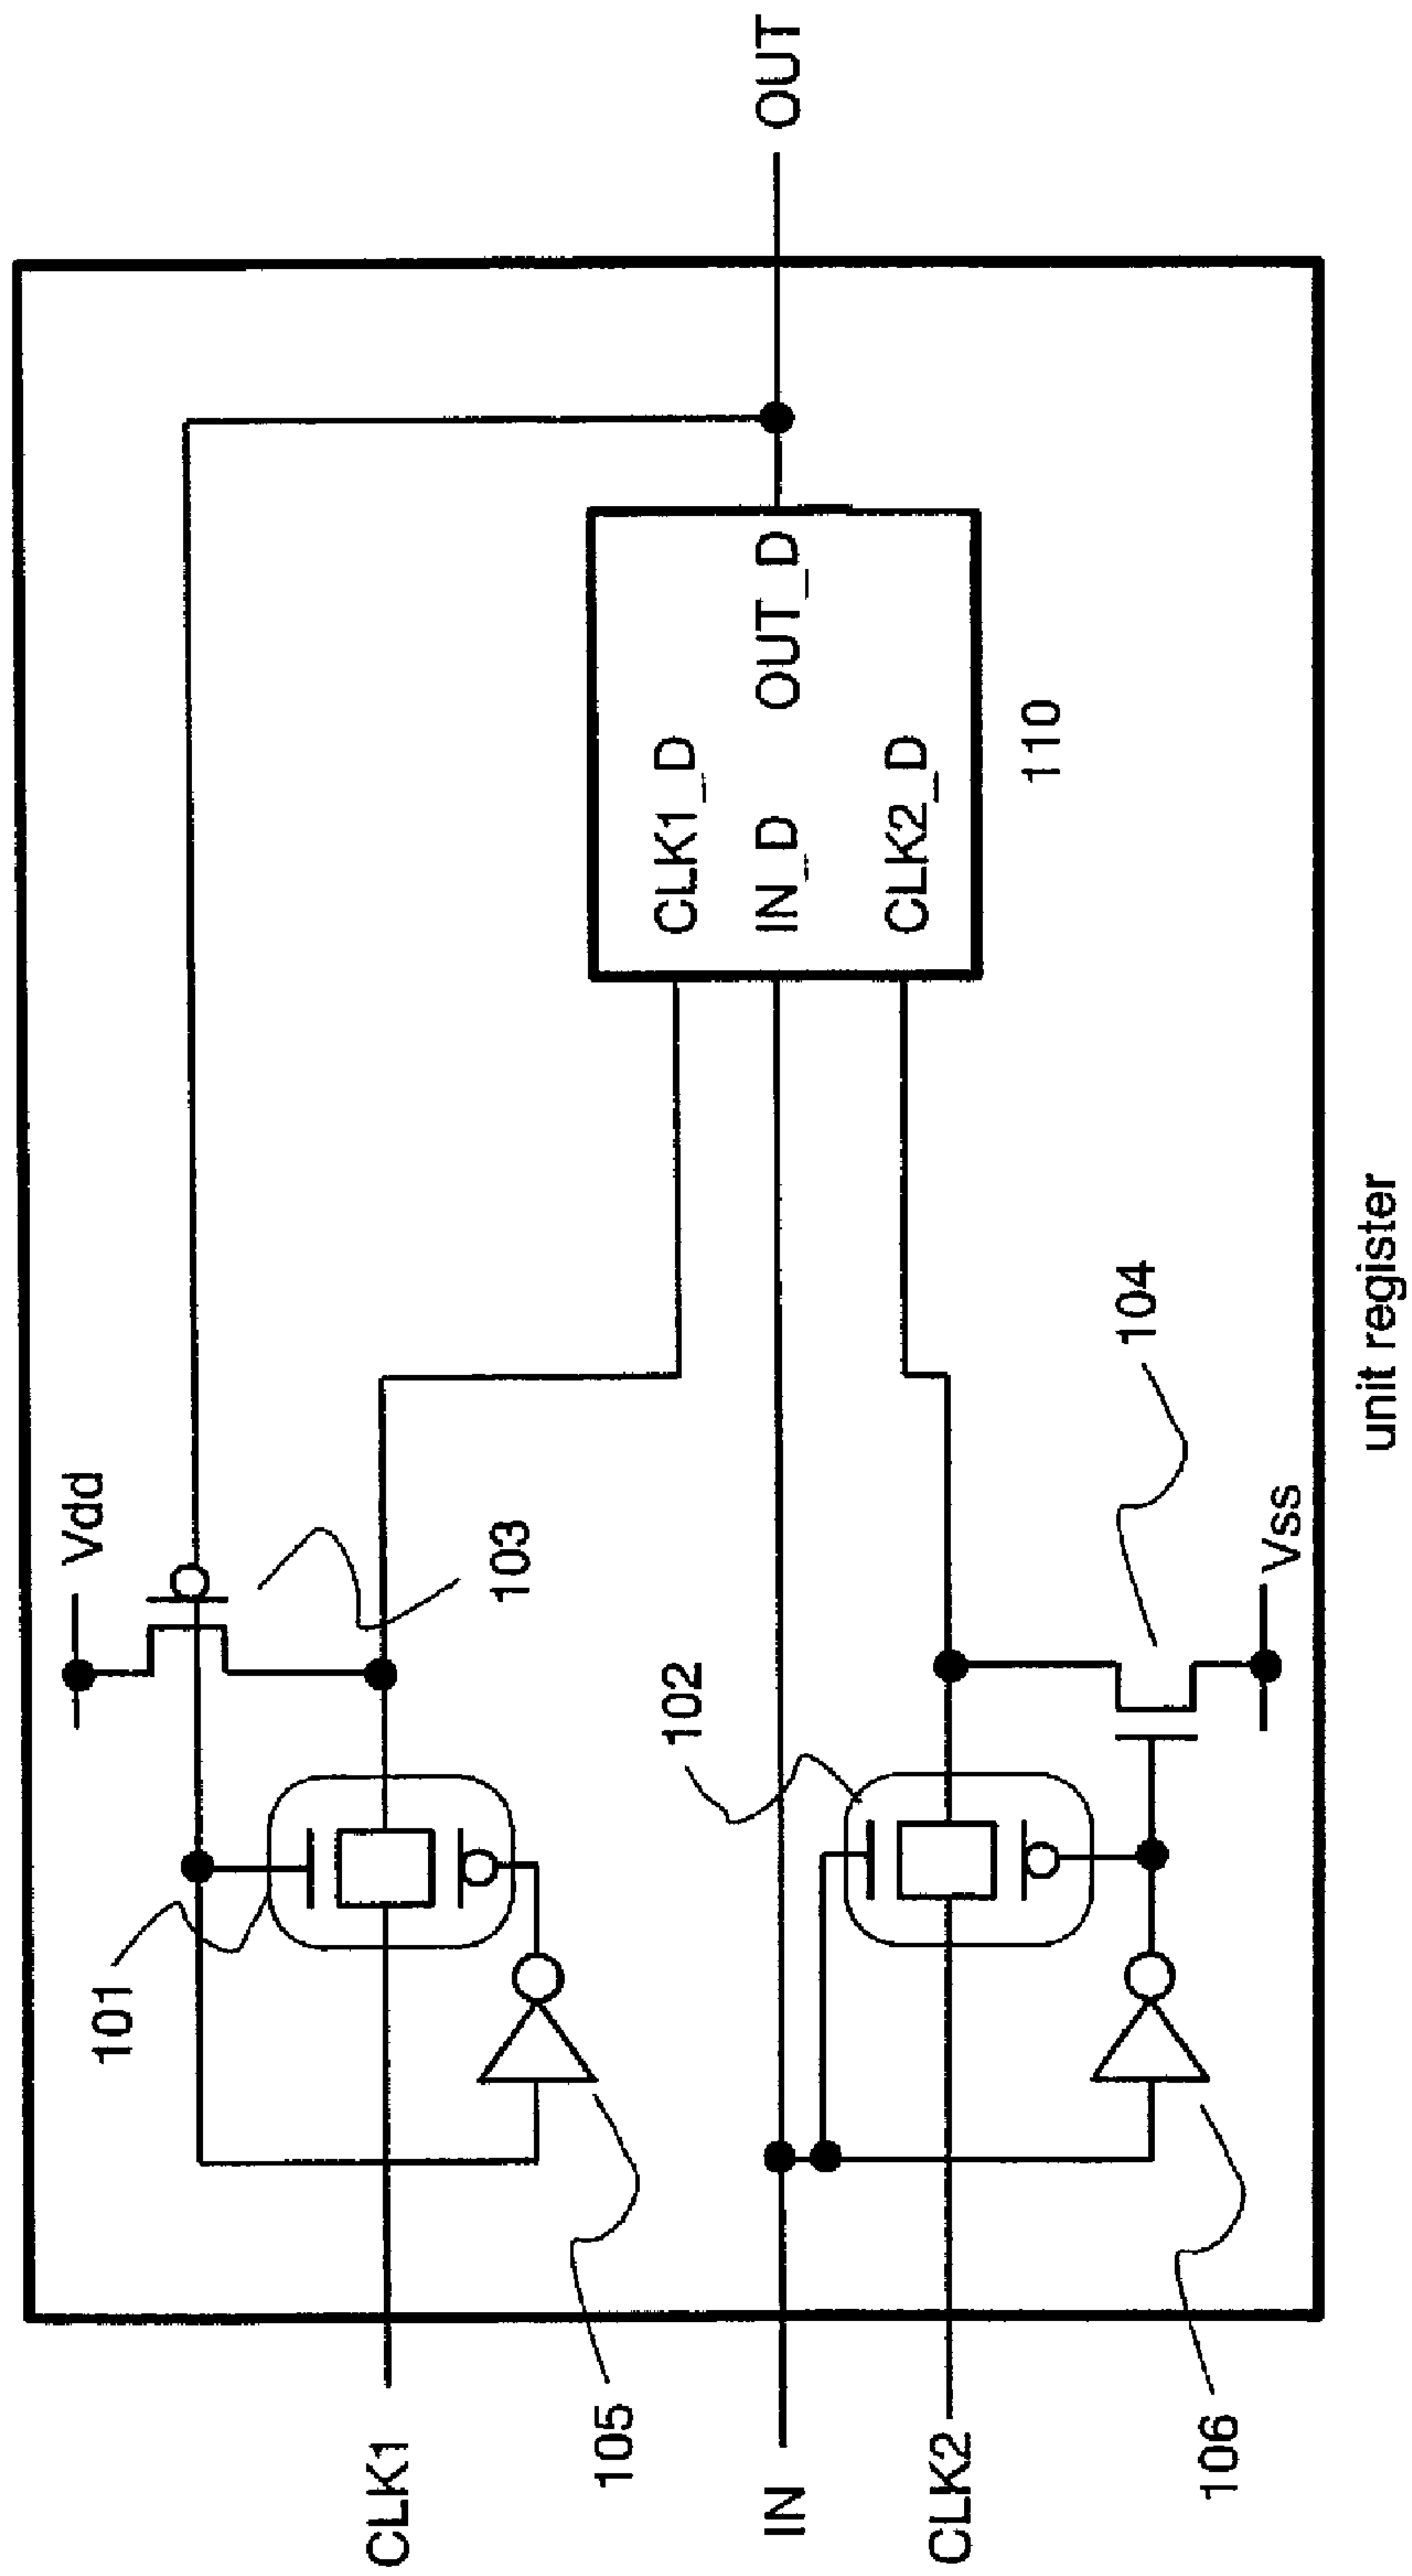 Vdd
101
103
CLK1
105
102
CLK1_D
IN_D OUT_D
CLK2_D
110
IN
OUT
CLK2
104
Vss
106
unit register